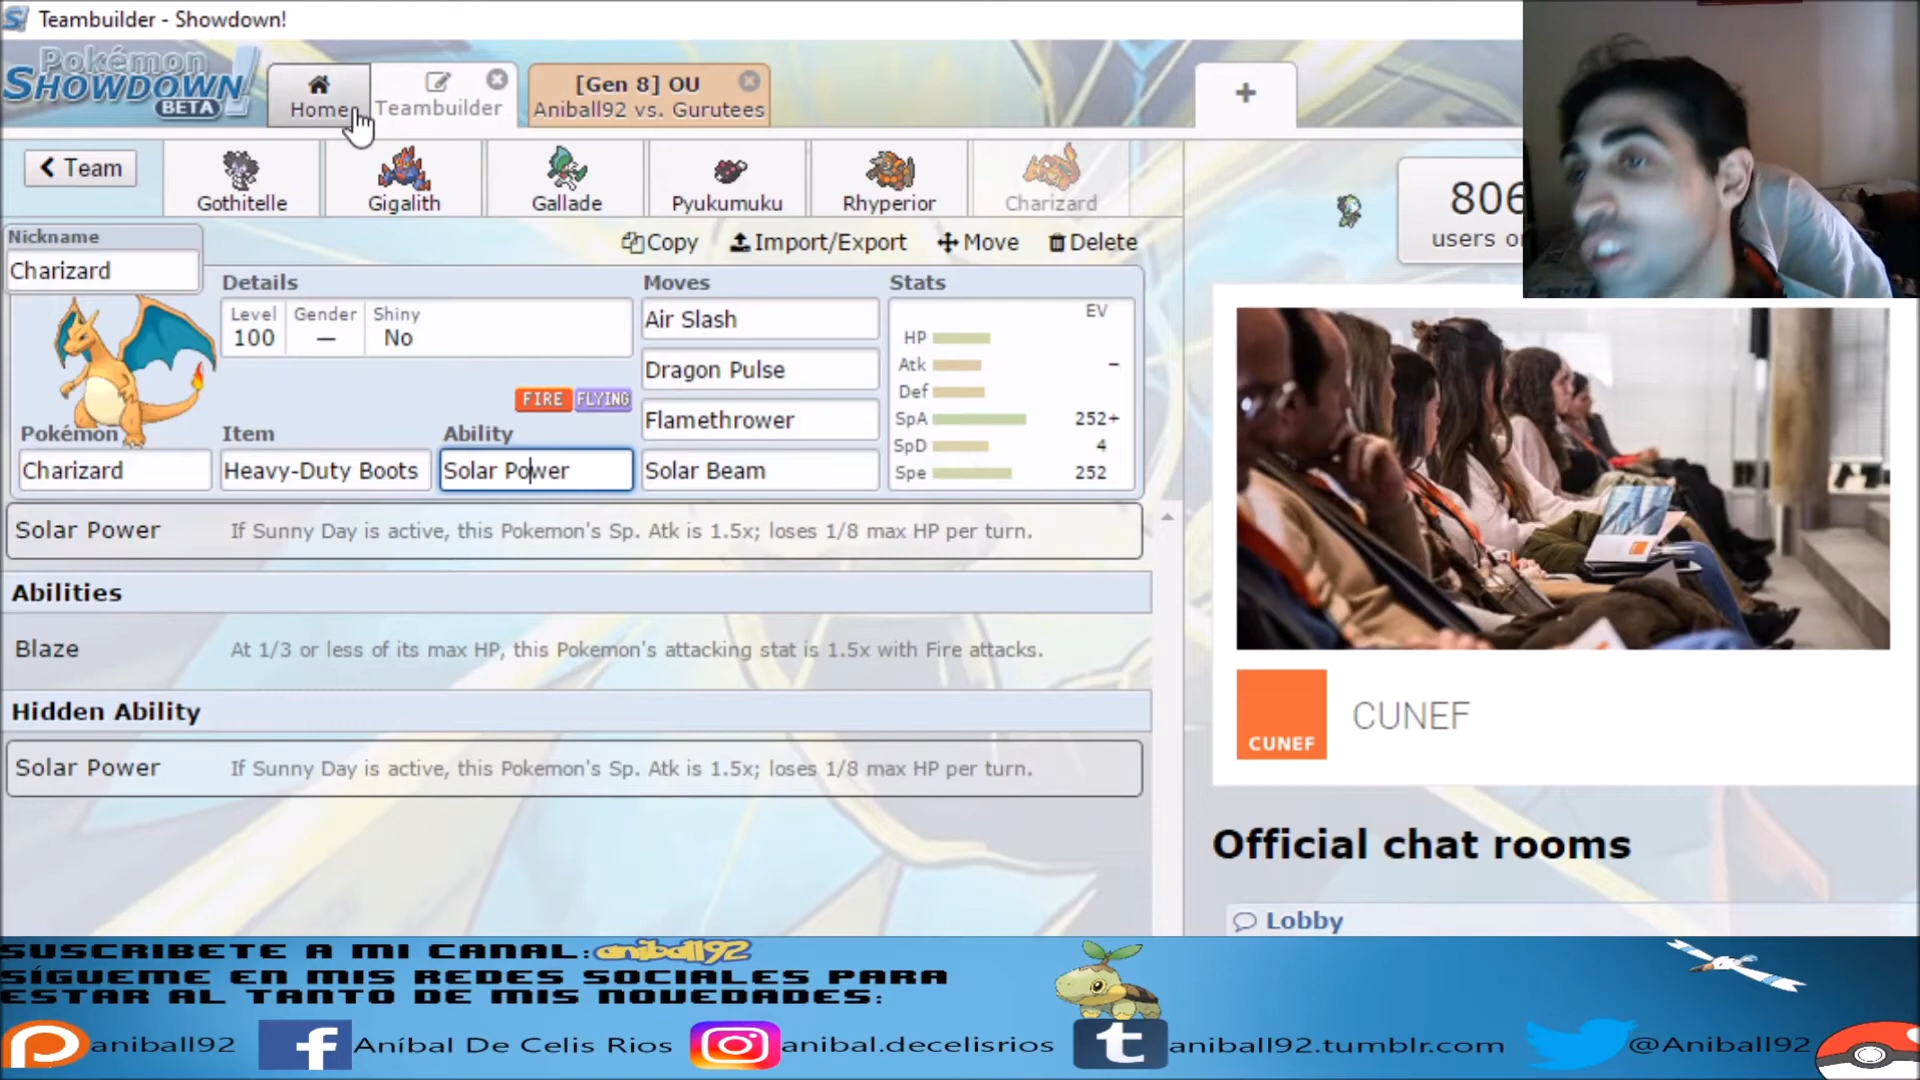 Teambuilder - Showdown!
Pokémon
SHOWDOWN!
BETA
Home
Teambuilder
[Gen 8] OU
Aniball92 vs. Gurutees
+
Team
Gothitelle
Gigalith
Gallade
Pyukumuku
Rhyperior
Charizard
806
users o
Copy
Import/Export
Move
Delete
Nickname
Charizard
Details
Level
100
Gender
—
Shiny
No
FIRE
FLYING
Pokémon
Charizard
Item
Heavy-Duty Boots
Ability
Solar Power
Moves
Air Slash
Dragon Pulse
Flamethrower
Solar Beam
Stats
EV
HP
Atk –
Def
SpA 252+
SpD 4
Spe 252
Solar Power If Sunny Day is active, this Pokemon's Sp. Atk is 1.5x; loses 1/8 max HP per turn.
Abilities
Blaze At 1/3 or less of its max HP, this Pokemon's attacking stat is 1.5x with Fire attacks.
Hidden Ability
Solar Power If Sunny Day is active, this Pokemon's Sp. Atk is 1.5x; loses 1/8 max HP per turn.
CUNEF
CUNEF
Official chat rooms
Lobby
SUSCRIBETE A MI CANAL: aniball92
SÍGUEME EN MIS REDES SOCIALES PARA
ESTAR AL TANTO DE MIS NOVEDADES:
aniball92
Aníbal De Celis Rios
anibal.decelisrios
aniball92.tumblr.com
@Aniball92